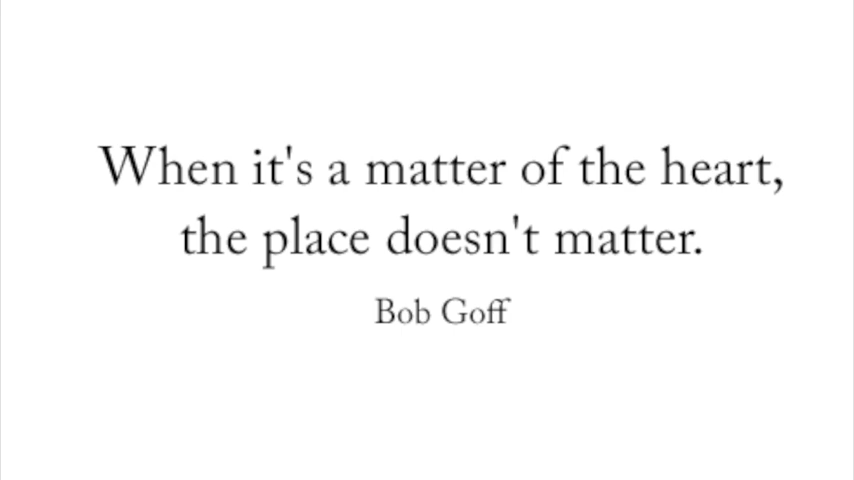 When it's a matter of the heart,
the place doesn't matter.
Bob Goff